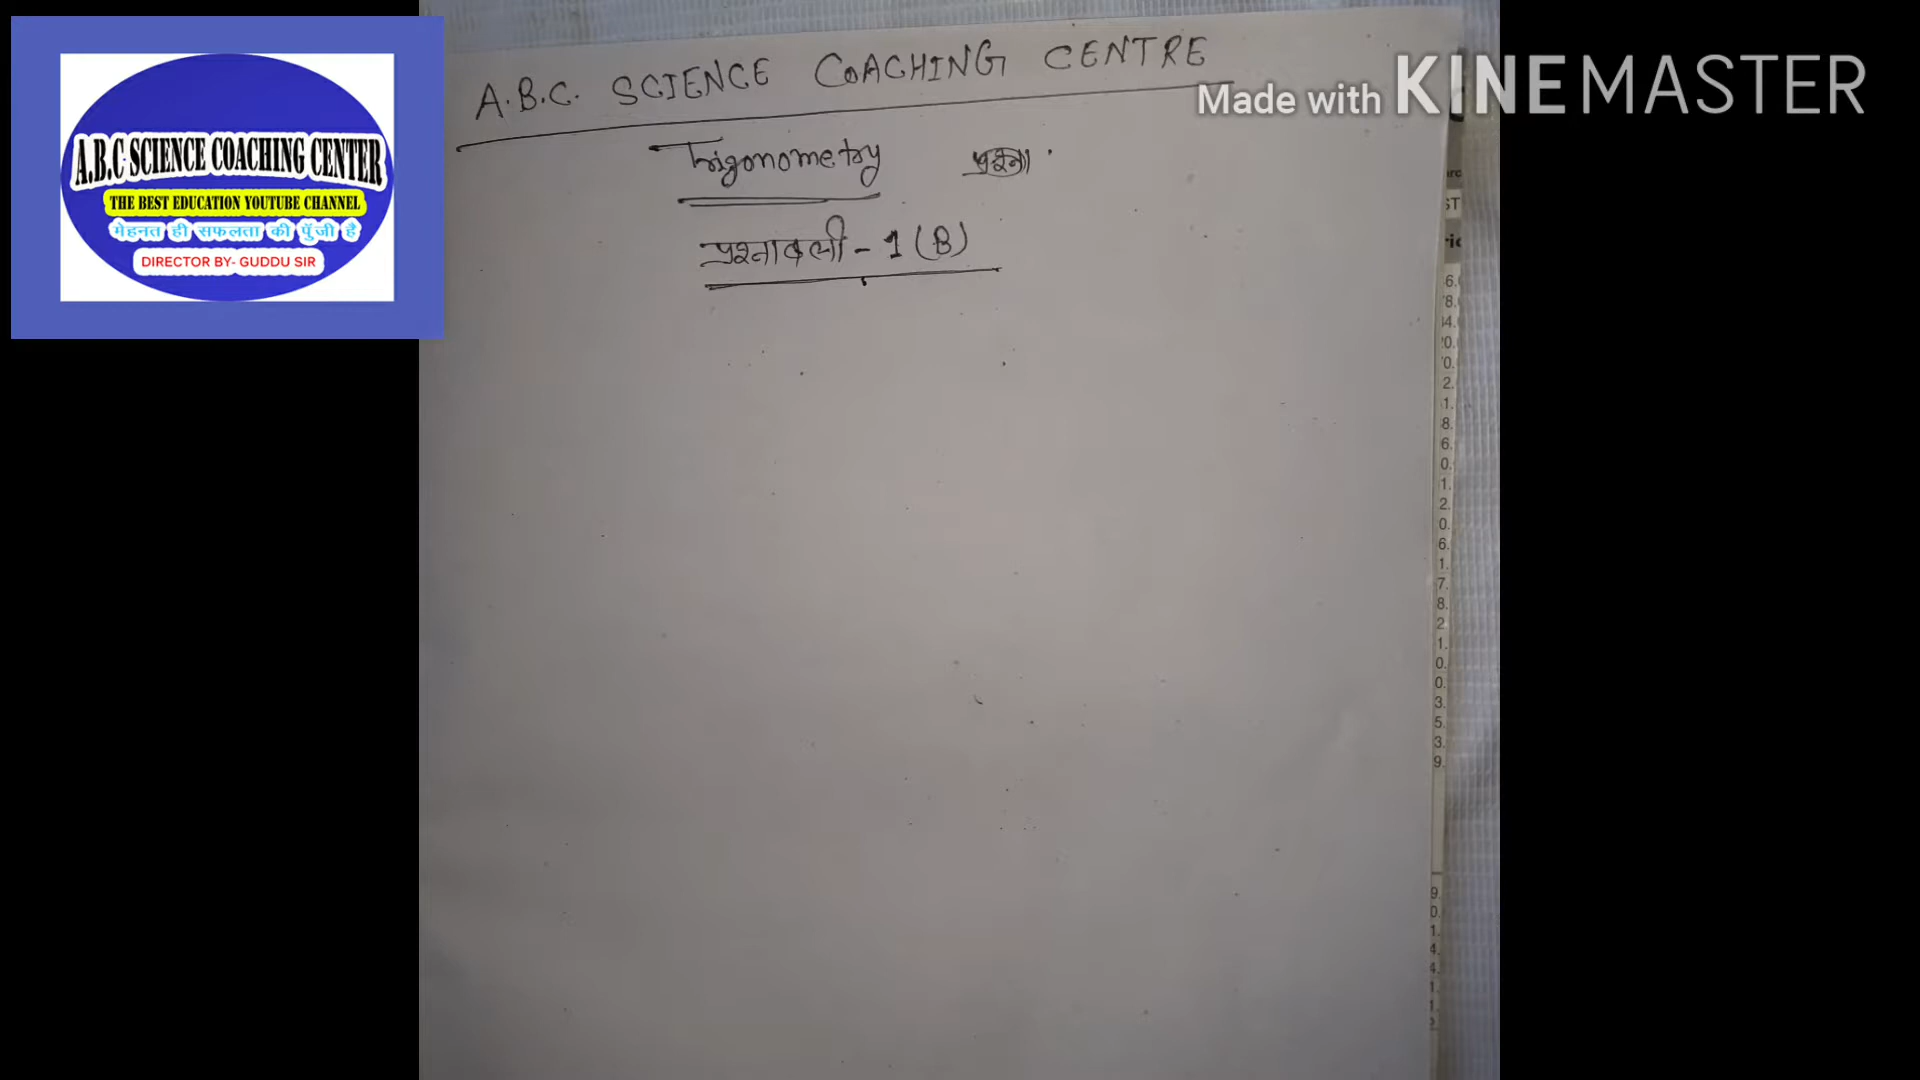 A.B.C SCIENCE COACHING CENTER
THE BEST EDUCATION YOUTUBE CHANNEL
मेहनत ही सफलता की पुँजी है
DIRECTOR BY- GUDDU SIR
Made with KINEMASTER
A.B.C. SCIENCE COACHING CENTRE
Trigonometry
प्रश्नावली - 1 (B)